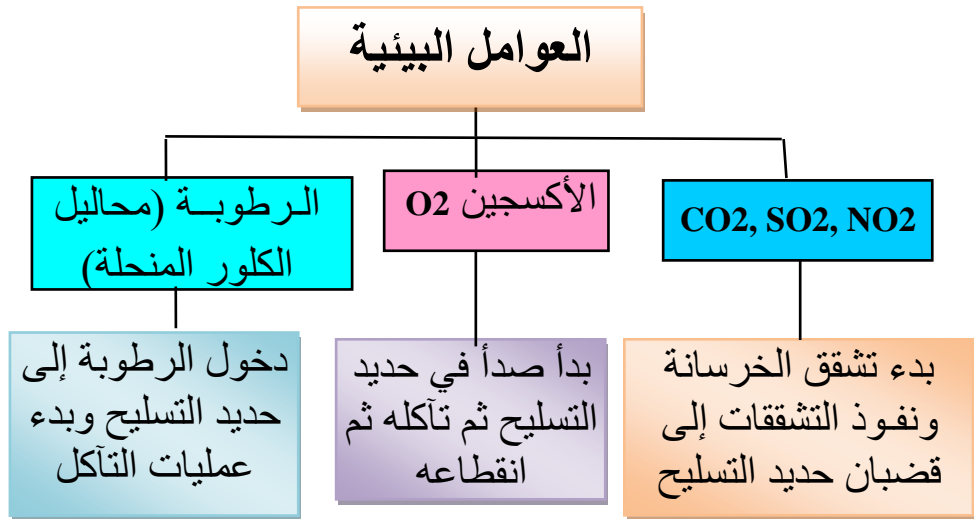 العوامل البيئية
CO2, SO2, NO2
الأكسجين O2
الرطوبة (محاليل
الكلور المنحلة)
بدء تشقق الخرسانة
ونفوذ التشققات إلى
قضبان حديد التسليح
بدأ صدأ في حديد
التسليح ثم تآكله ثم
انقطاعه
دخول الرطوبة إلى
حديد التسليح وبدء
عمليات التآكل